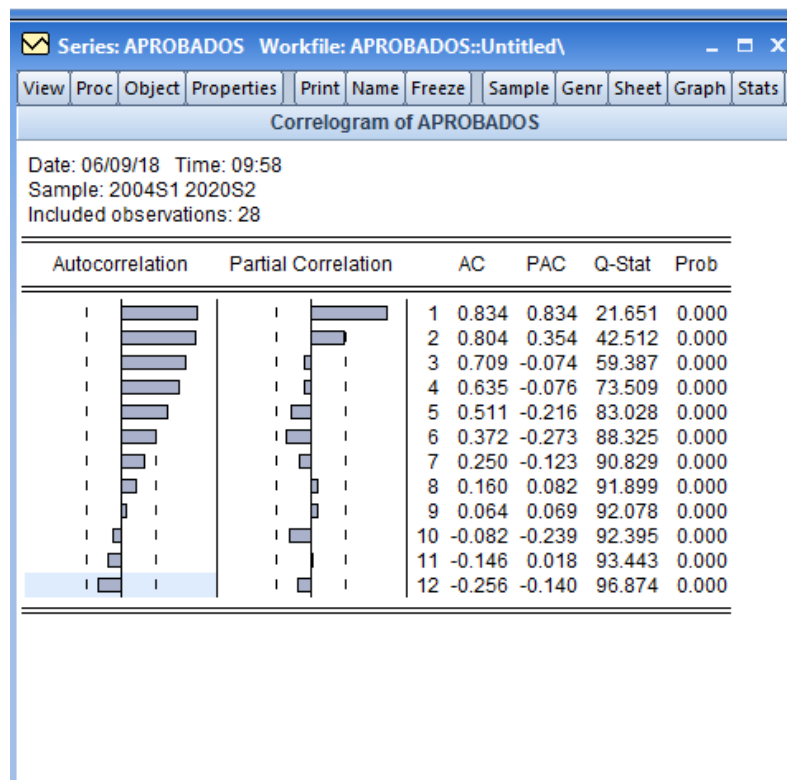 Series: APROBADOS Workfile: APROBADOS::Untitled\
View Proc Object Properties Print Name Freeze Sample Genr Sheet Graph Stats
Correlogram of APROBADOS
Date: 06/09/18 Time: 09:58
Sample: 2004S1 2020S2
Included observations: 28
Autocorrelation Partial Correlation AC PAC Q-Stat Prob
1 0.834 0.834 21.651 0.000
2 0.804 0.354 42.512 0.000
3 0.709 -0.074 59.387 0.000
4 0.635 -0.076 73.509 0.000
5 0.511 -0.216 83.028 0.000
6 0.372 -0.273 88.325 0.000
7 0.250 -0.123 90.829 0.000
8 0.160 0.082 91.899 0.000
9 0.064 0.069 92.078 0.000
10 -0.082 -0.239 92.395 0.000
11 -0.146 0.018 93.443 0.000
12 -0.256 -0.140 96.874 0.000